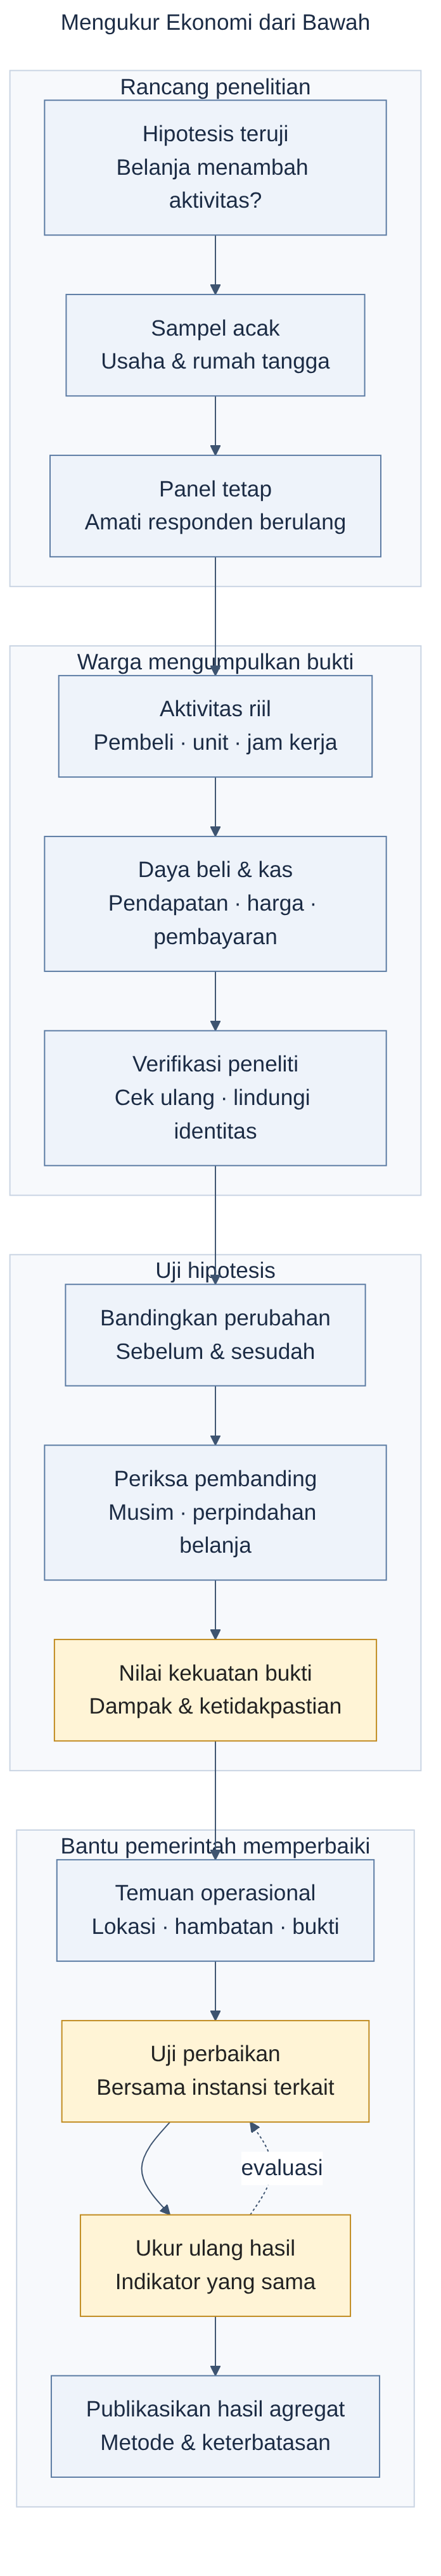 Mengukur Ekonomi dari Bawah
Rancang penelitian
Hipotesis teruji
Belanja menambah
aktivitas?
Sampel acak
Usaha & rumah tangga
Panel tetap
Amati responden berulang
Warga mengumpulkan bukti
Aktivitas riil
Pembeli · unit · jam kerja
Daya beli & kas
Pendapatan · harga ·
pembayaran
Verifikasi peneliti
Cek ulang · lindungi
identitas
Uji hipotesis
Bandingkan perubahan
Sebelum & sesudah
Periksa pembanding
Musim · perpindahan
belanja
Nilai kekuatan bukti
Dampak & ketidakpastian
Bantu pemerintah memperbaiki
Temuan operasional
Lokasi · hambatan · bukti
Uji perbaikan
Bersama instansi terkait
evaluasi
Ukur ulang hasil
Indikator yang sama
Publikasikan hasil agregat
Metode & keterbatasan